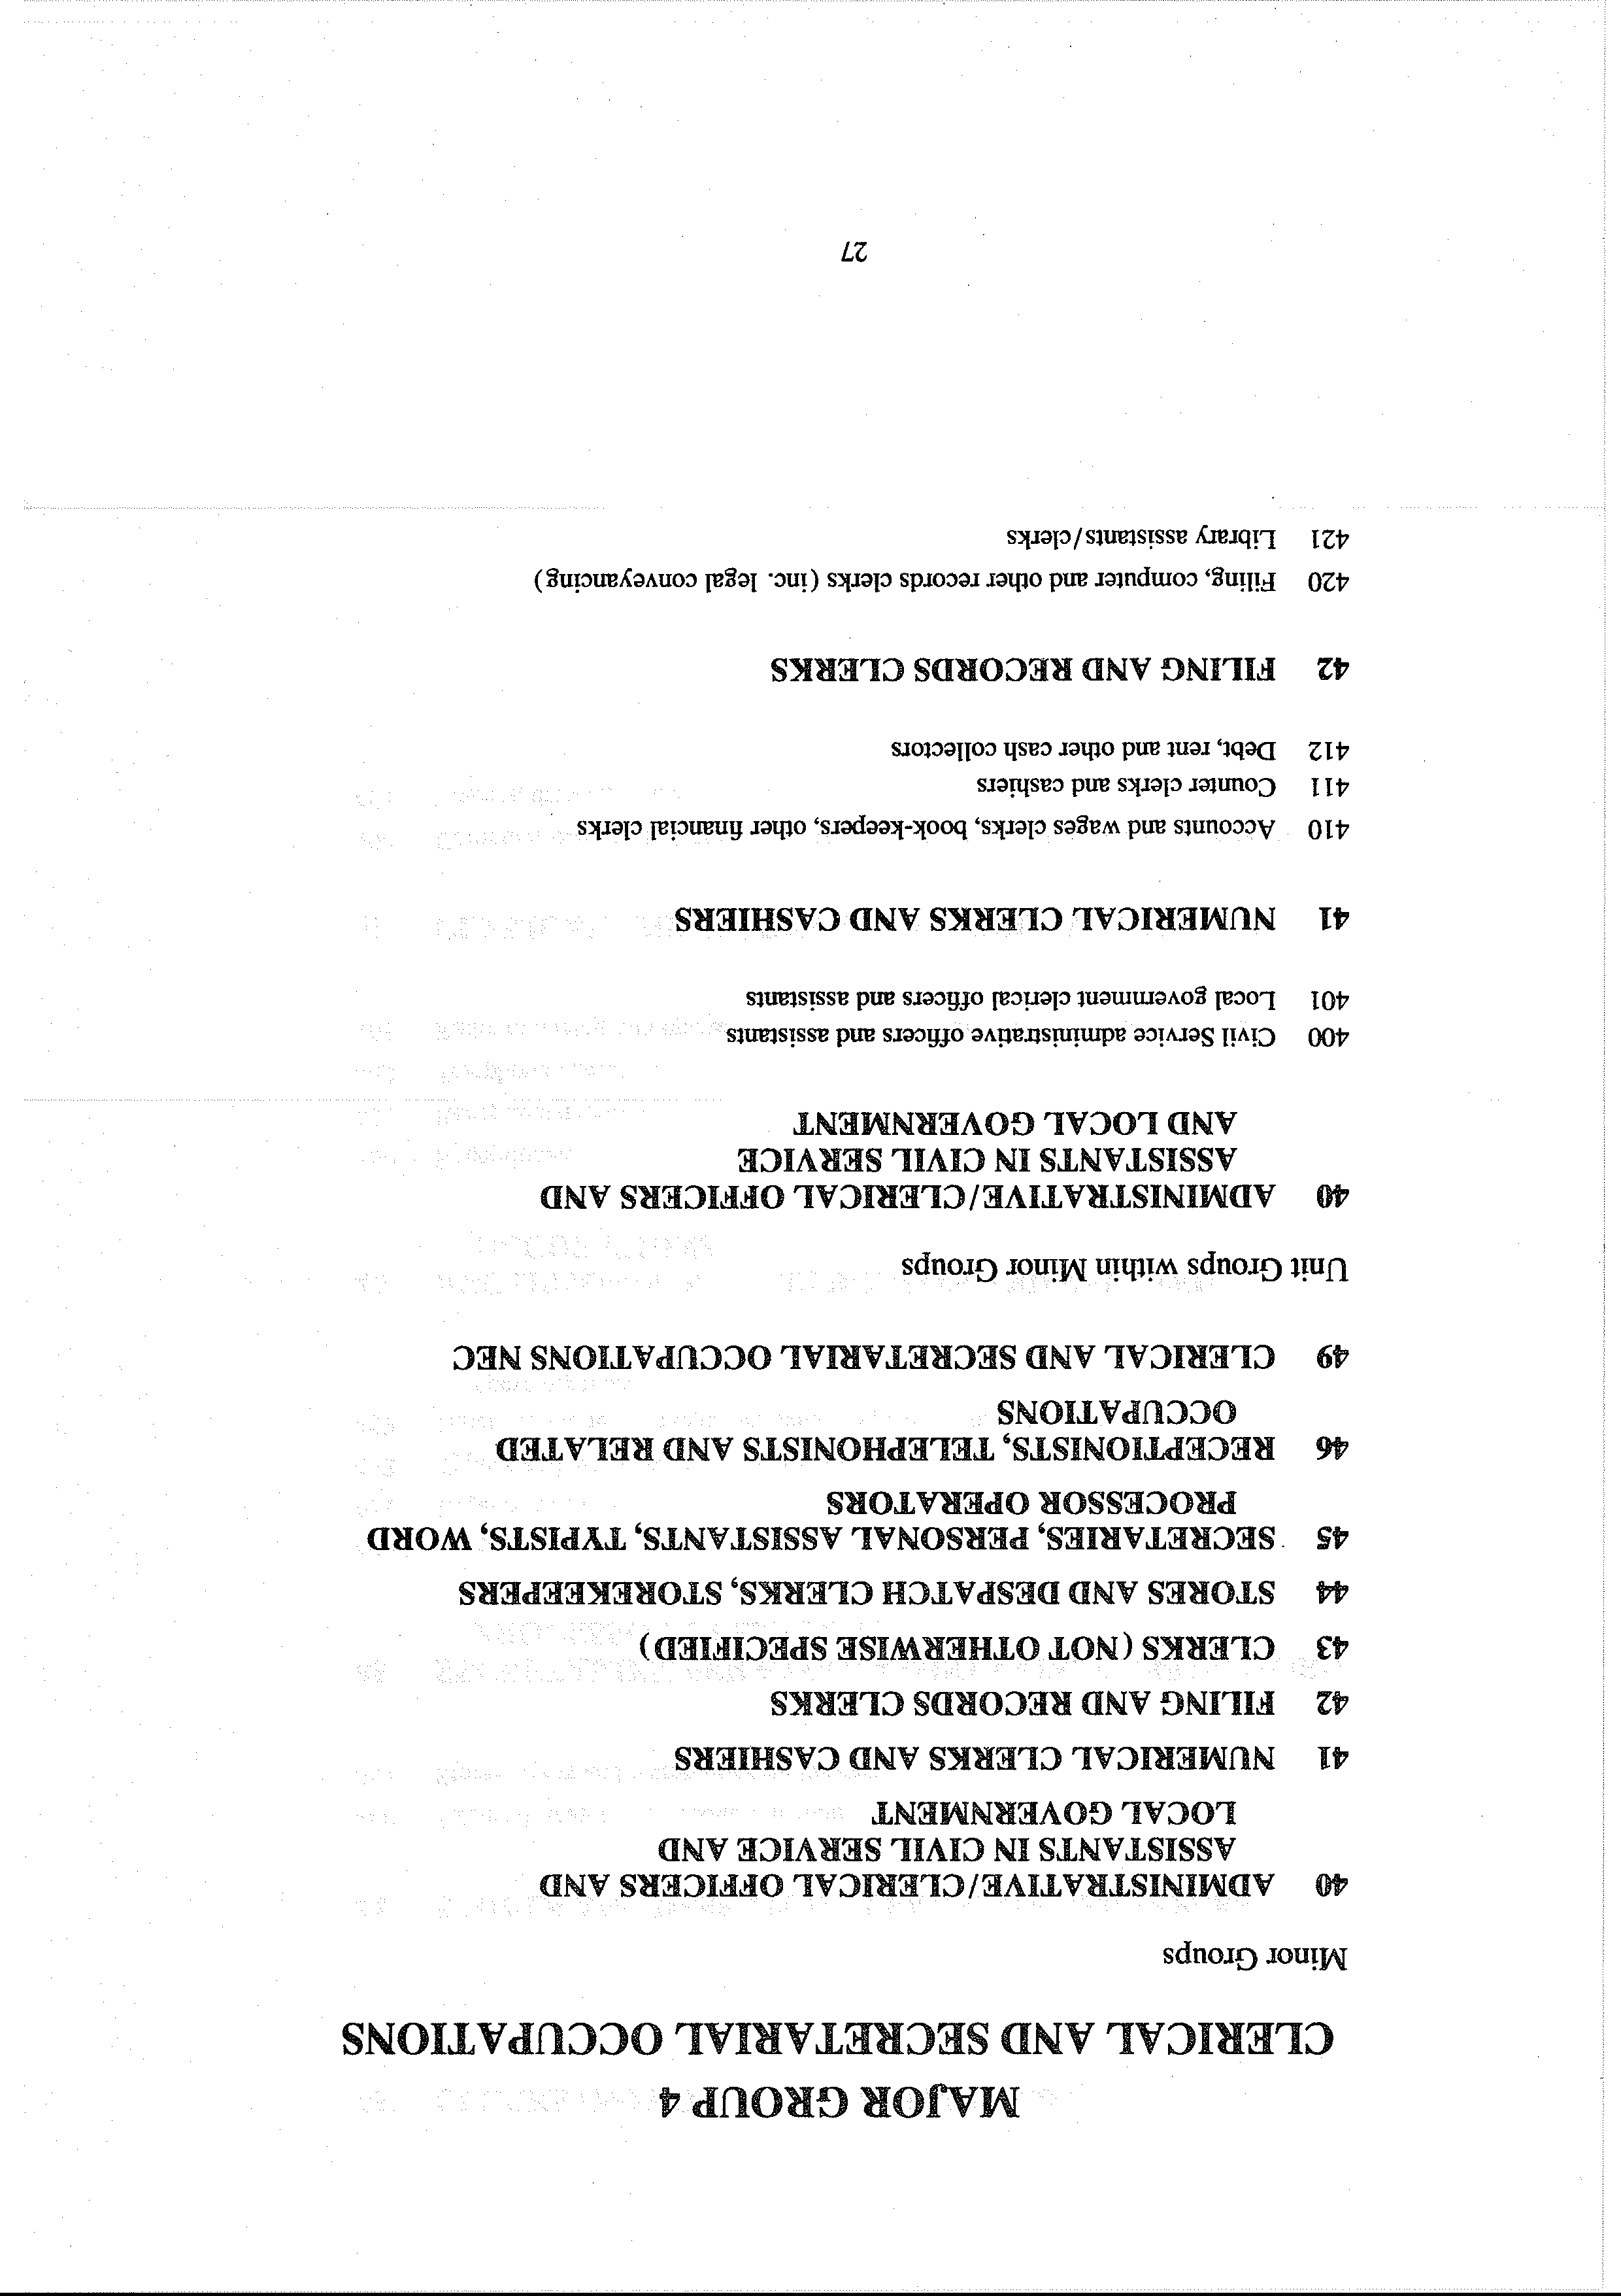 MAJOR GROUP 4
CLERICAL AND SECRETARIAL OCCUPATIONS
Minor Groups
40 ADMINISTRATIVE/CLERICAL OFFICERS AND
ASSISTANTS IN CIVIL SERVICE AND
LOCAL GOVERNMENT
41 NUMERICAL CLERKS AND CASHIERS
42 FILING AND RECORDS CLERKS
43 CLERKS (NOT OTHERWISE SPECIFIED)
44 STORES AND DESPATCH CLERKS, STOREKEEPERS
45 SECRETARIES, PERSONAL ASSISTANTS, TYPISTS, WORD
PROCESSOR OPERATORS
46 RECEPTIONISTS, TELEPHONISTS AND RELATED
OCCUPATIONS
49 CLERICAL AND SECRETARIAL OCCUPATIONS NEC
Unit Groups within Minor Groups
40 ADMINISTRATIVE/CLERICAL OFFICERS AND
ASSISTANTS IN CIVIL SERVICE
AND LOCAL GOVERNMENT
400 Civil Service administrative officers and assistants
401 Local government clerical officers and assistants
41 NUMERICAL CLERKS AND CASHIERS
410 Accounts and wages clerks, book-keepers, other financial clerks
411 Counter clerks and cashiers
412 Debt, rent and other cash collectors
42 FILING AND RECORDS CLERKS
420 Filing, computer and other records clerks (inc. legal conveyancing)
421 Library assistants/clerks
27